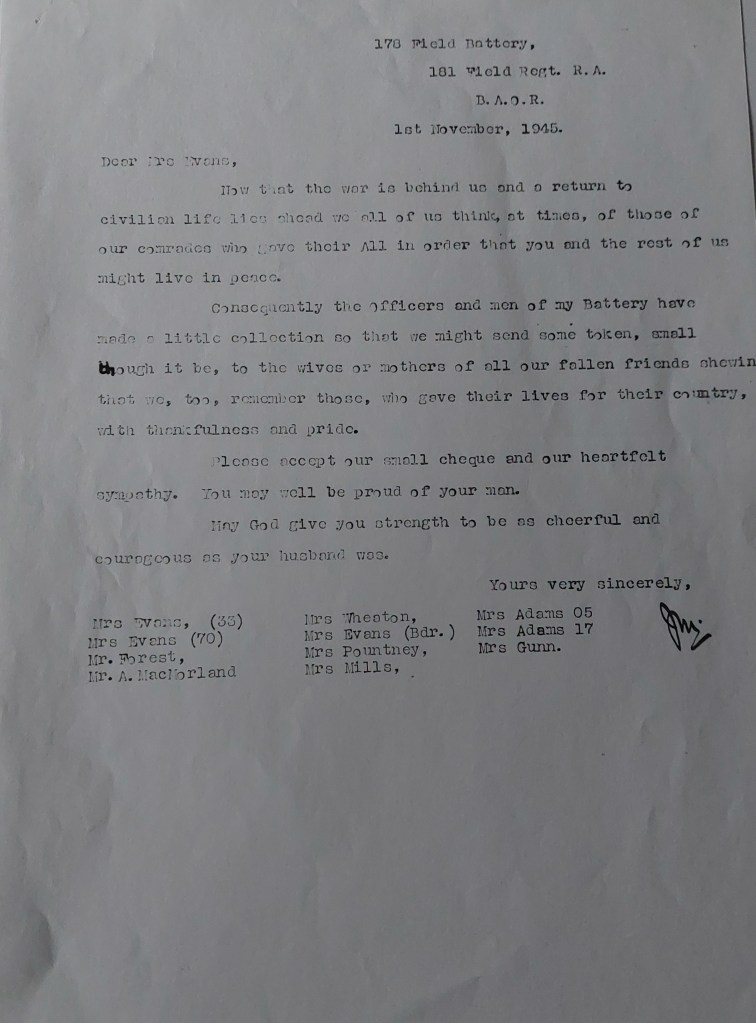 178 Field Battery,
181 Field Regt. R.A.
B.A.O.R.
1st November, 1945.
Dear Mrs Evans,
Now that the war is behind us and a return to
civilian life lies ahead we all of us think, at times, of those of
our comrades who gave their All in order that you and the rest of us
might live in peace.
Consequently the officers and men of my Battery have
made a little collection so that we might send some token, small
though it be, to the wives or mothers of all our fallen friends shewin
that we, too, remember those, who gave their lives for their country,
with thankfulness and pride.
Please accept our small cheque and our heartfelt
sympathy. You may well be proud of your man.
May God give you strength to be as cheerful and
courageous as your husband was.
Yours very sincerely,
Mrs Evans, (33) Mrs Wheaton, Mrs Adams 05
Mrs Evans (70) Mrs Evans (Bdr.) Mrs Adams 17
Mr. Forest, Mrs Pountney, Mrs Gunn.
Mr. A. MacNorland Mrs Mills,